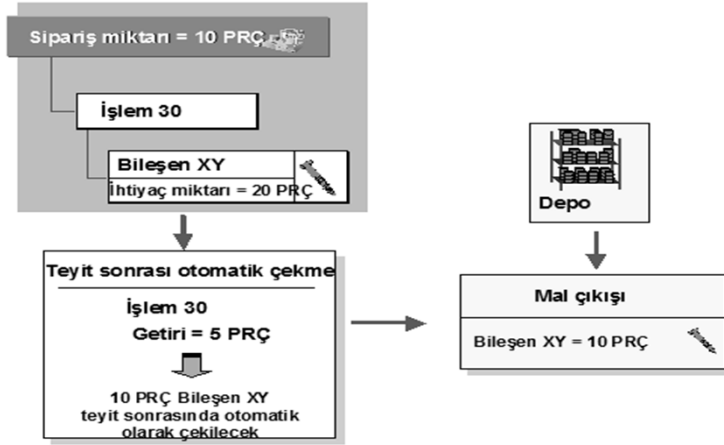 Sipariş miktarı = 10 PRÇ
İşlem 30
Bileşen XY
İhtiyaç miktarı = 20 PRÇ
Depo
Teyit sonrası otomatik çekme
İşlem 30
Getiri = 5 PRÇ
10 PRÇ Bileşen XY
teyit sonrasında otomatik
olarak çekilecek
Mal çıkışı
Bileşen XY = 10 PRÇ